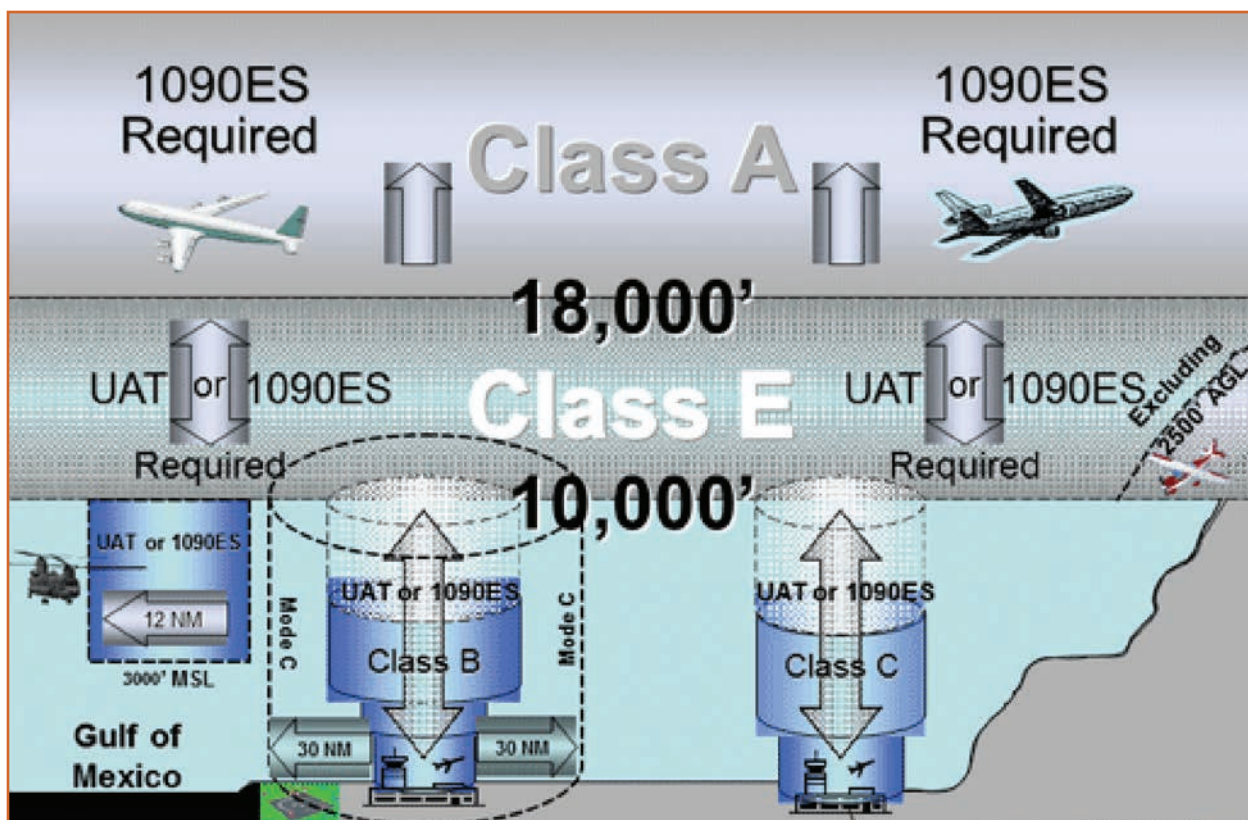 1090ES
Required
1090ES
Required
Class A
18,000’
UAT or 1090ES
Required
Class E
UAT or 1090ES
Required
Excluding
2500’ AGL
10,000’
UAT or 1090ES
12 NM
3000’ MSL
Gulf of
Mexico
Mode C
UAT or 1090ES
Class B
30 NM
30 NM
Mode C
UAT or 1090ES
Class C